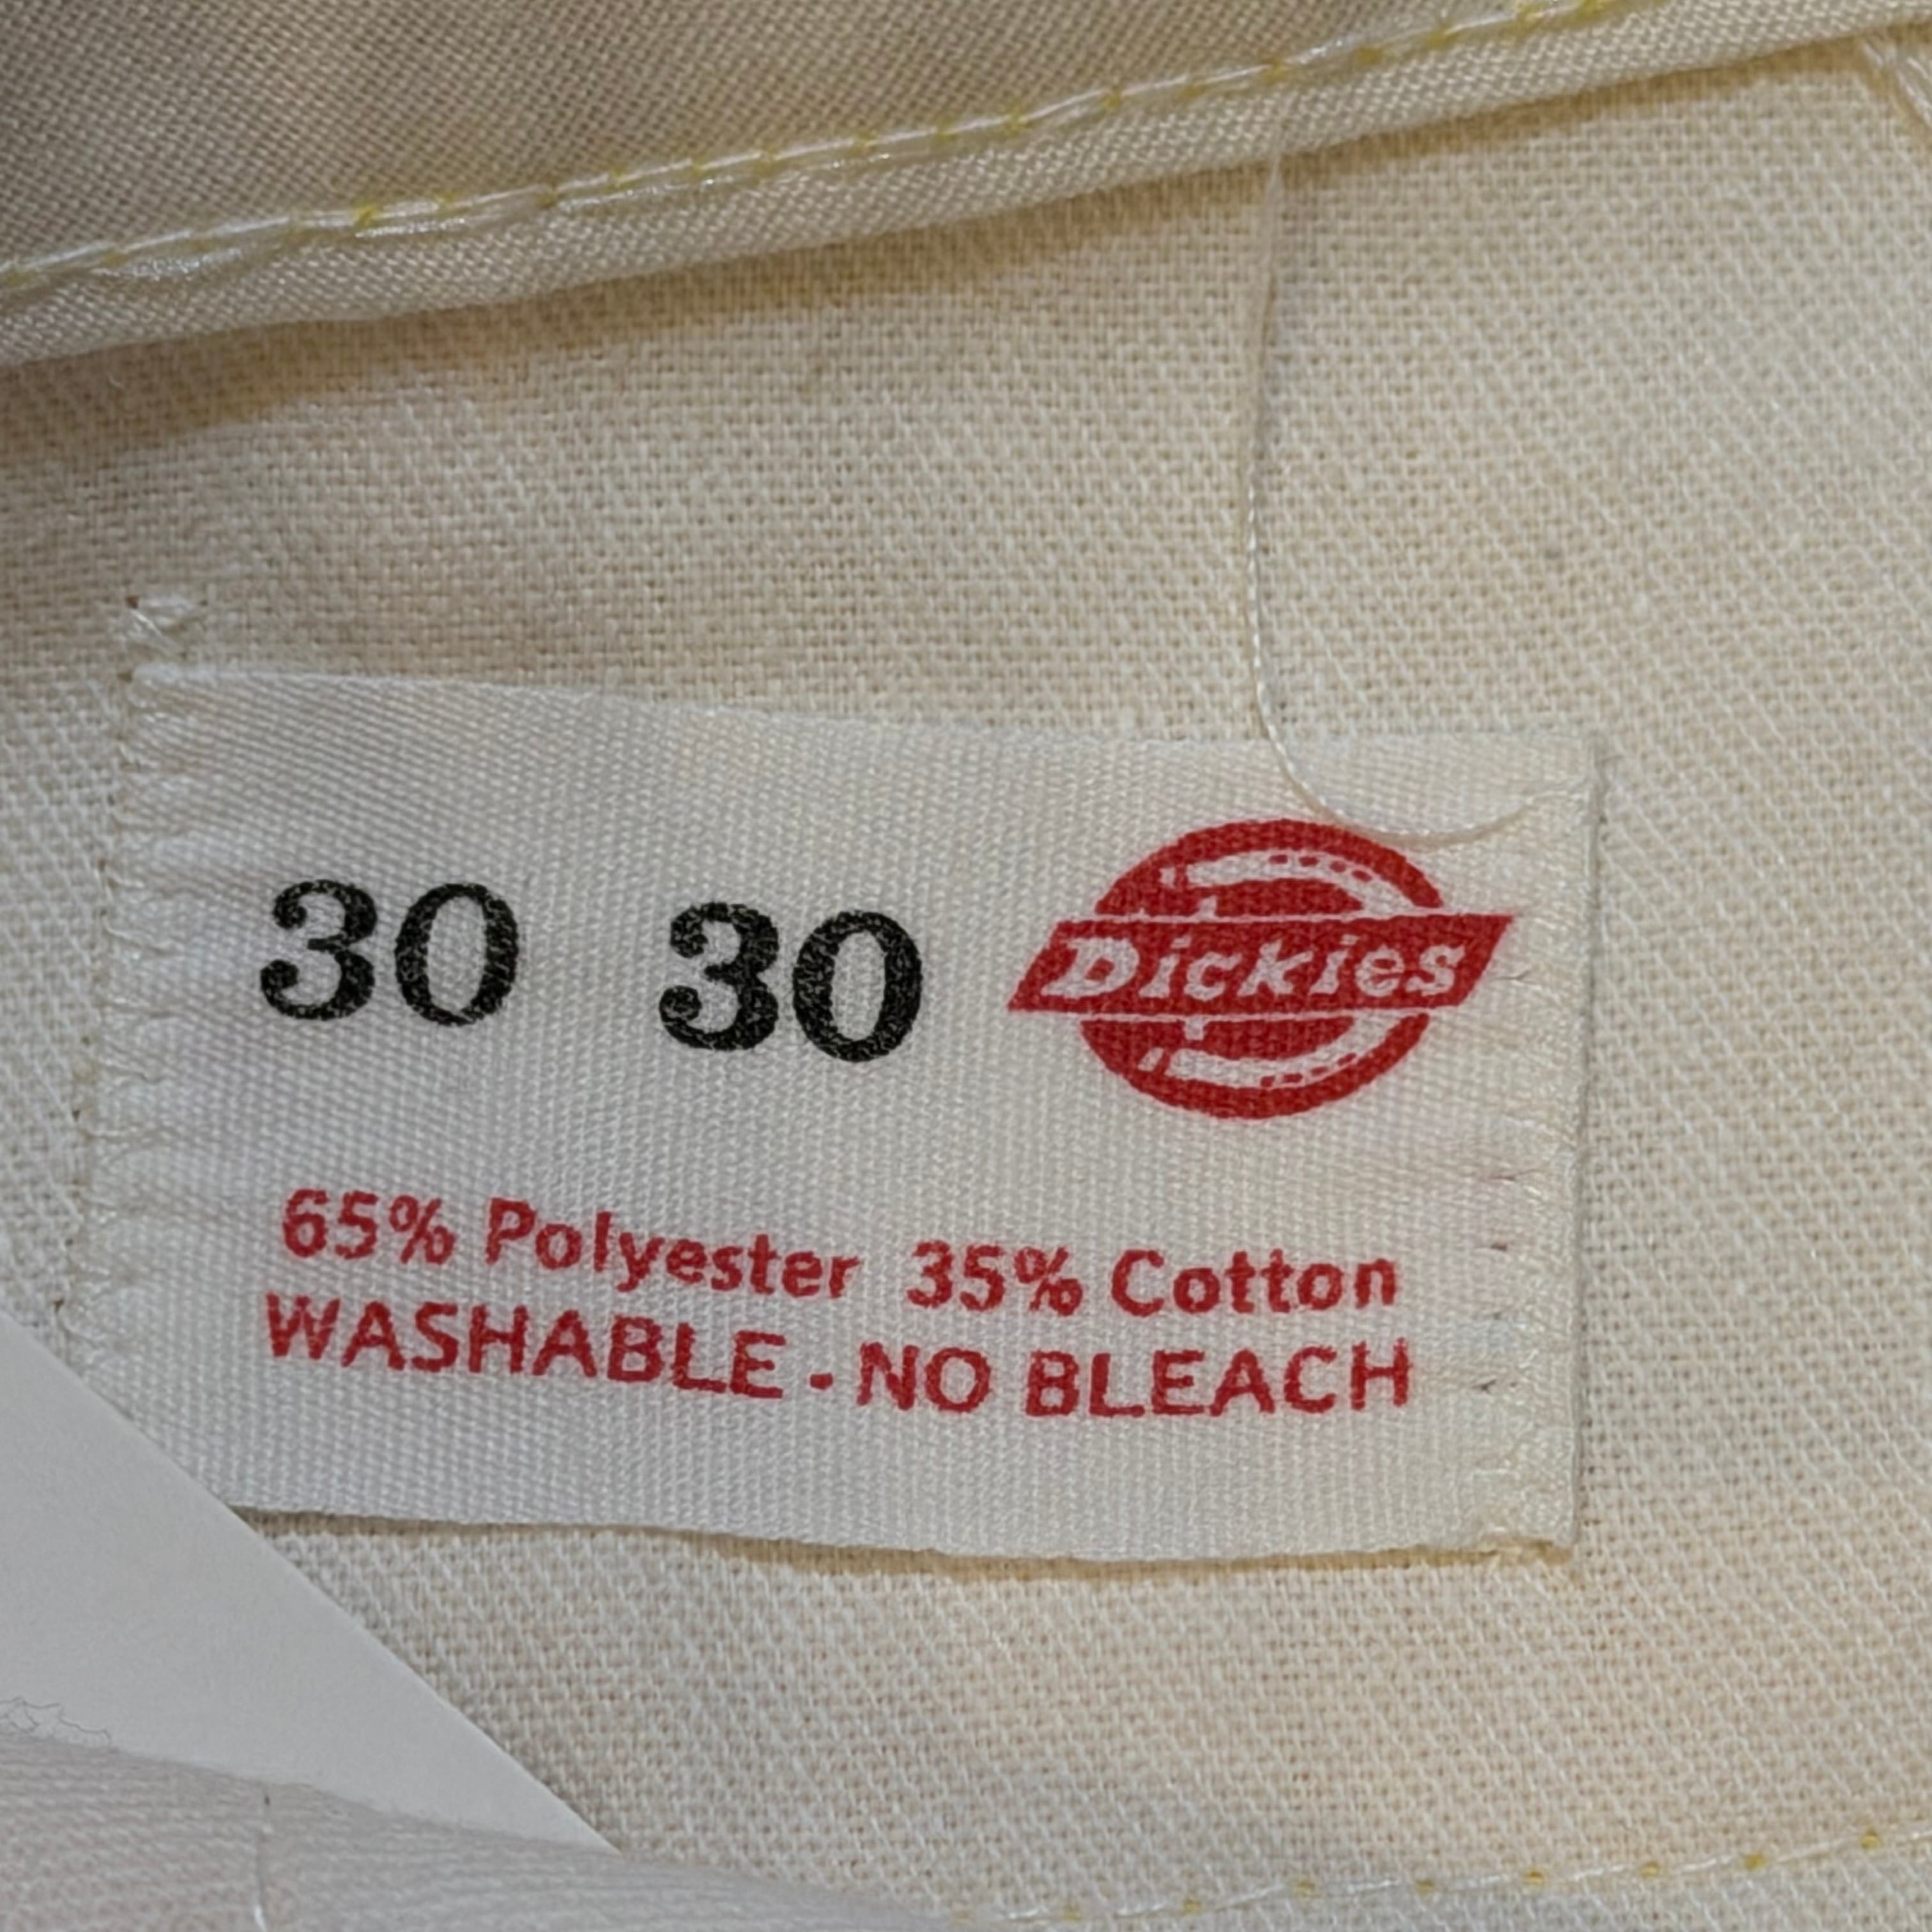 30 30 Dickies
65% Polyester 35% Cotton
WASHABLE - NO BLEACH